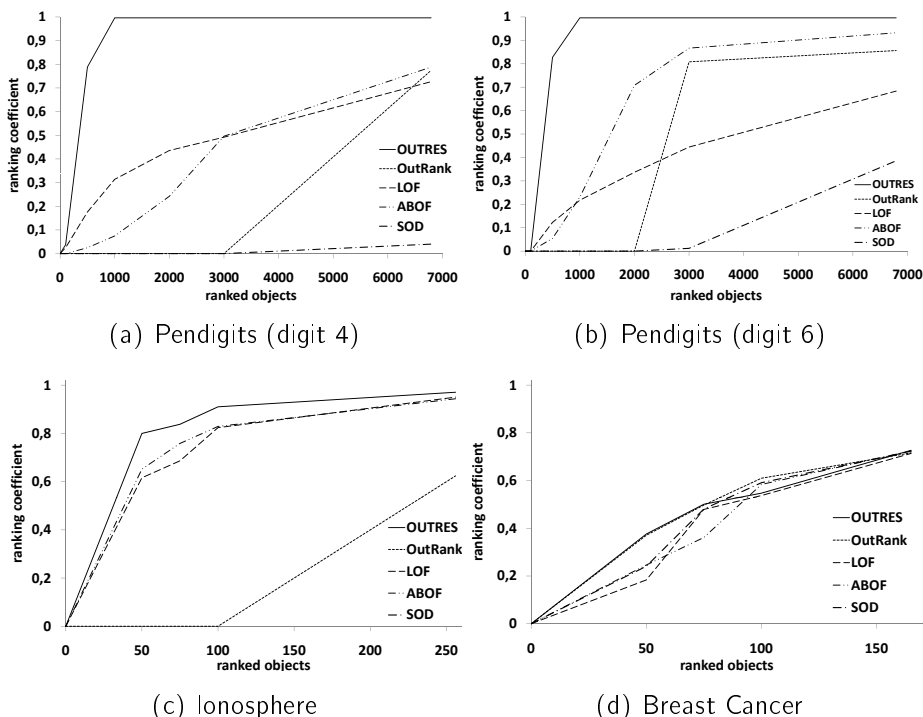 1
0,9
0,8
0,7
0,6
0,5
0,4
0,3
0,2
0,1
0
ranking coefficient
0 1000 2000 3000 4000 5000 6000 7000
ranked objects
OUTRES
OutRank
LOF
ABOF
SOD
(a) Pendigits (digit 4)
1
0,9
0,8
0,7
0,6
0,5
0,4
0,3
0,2
0,1
0
ranking coefficient
0 1000 2000 3000 4000 5000 6000 7000
ranked objects
OUTRES
OutRank
LOF
ABOF
SOD
(b) Pendigits (digit 6)
1
0,8
0,6
0,4
0,2
0
ranking coefficient
0 50 100 150 200 250
ranked objects
OUTRES
OutRank
LOF
ABOF
SOD
(c) Ionosphere
1
0,8
0,6
0,4
0,2
0
ranking coefficient
0 50 100 150
ranked objects
OUTRES
OutRank
LOF
ABOF
SOD
(d) Breast Cancer